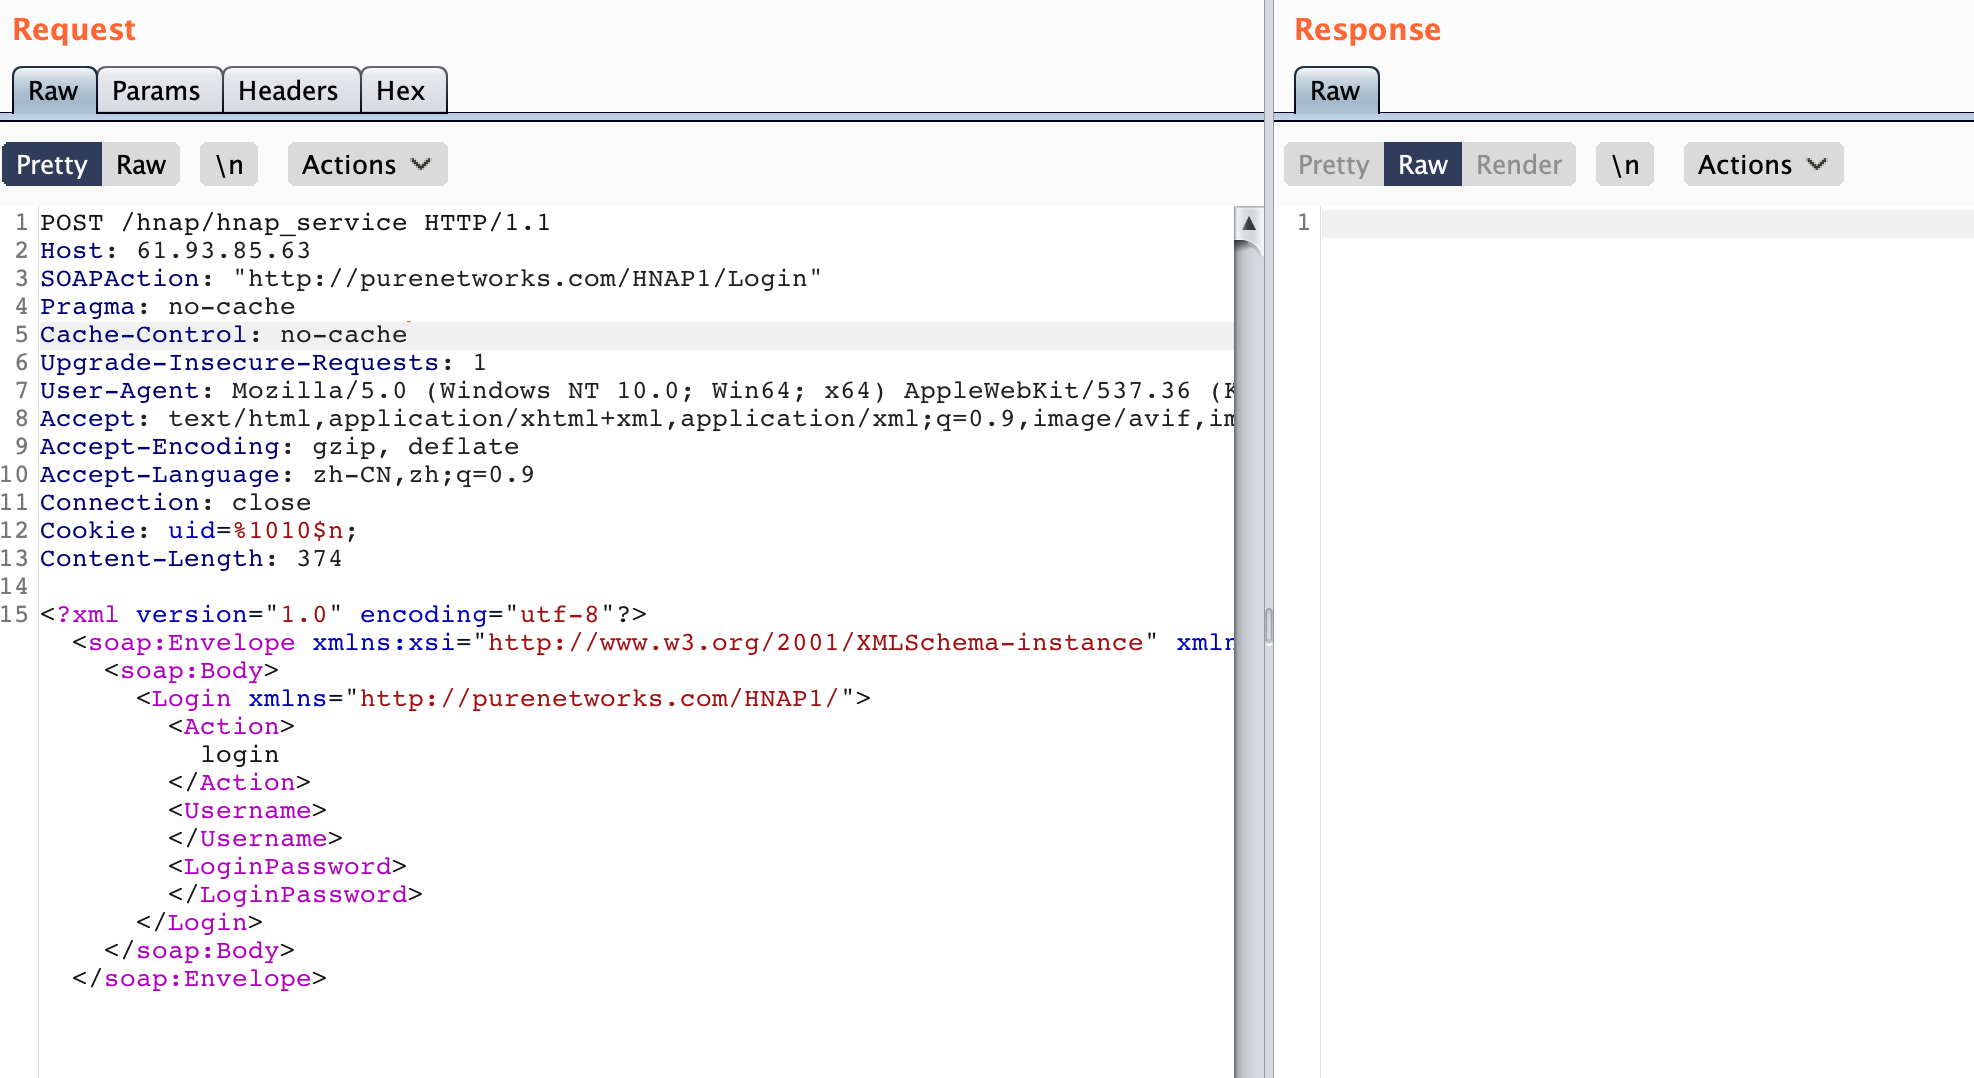 Request
Raw Params Headers Hex
Pretty Raw \n Actions
1 POST /hnap/hnap_service HTTP/1.1
2 Host: 61.93.85.63
3 SOAPAction: "http://purenetworks.com/HNAP1/Login"
4 Pragma: no-cache
5 Cache-Control: no-cache
6 Upgrade-Insecure-Requests: 1
7 User-Agent: Mozilla/5.0 (Windows NT 10.0; Win64; x64) AppleWebKit/537.36 (K
8 Accept: text/html,application/xhtml+xml,application/xml;q=0.9,image/avif,im
9 Accept-Encoding: gzip, deflate
10 Accept-Language: zh-CN,zh;q=0.9
11 Connection: close
12 Cookie: uid=%1010$n;
13 Content-Length: 374
14
15 <?xml version="1.0" encoding="utf-8"?>
<soap:Envelope xmlns:xsi="http://www.w3.org/2001/XMLSchema-instance" xmln
<soap:Body>
<Login xmlns="http://purenetworks.com/HNAP1/">
<Action>
login
</Action>
<Username>
</Username>
<LoginPassword>
</LoginPassword>
</Login>
</soap:Body>
</soap:Envelope>
Response
Raw
Pretty Raw Render \n Actions
1